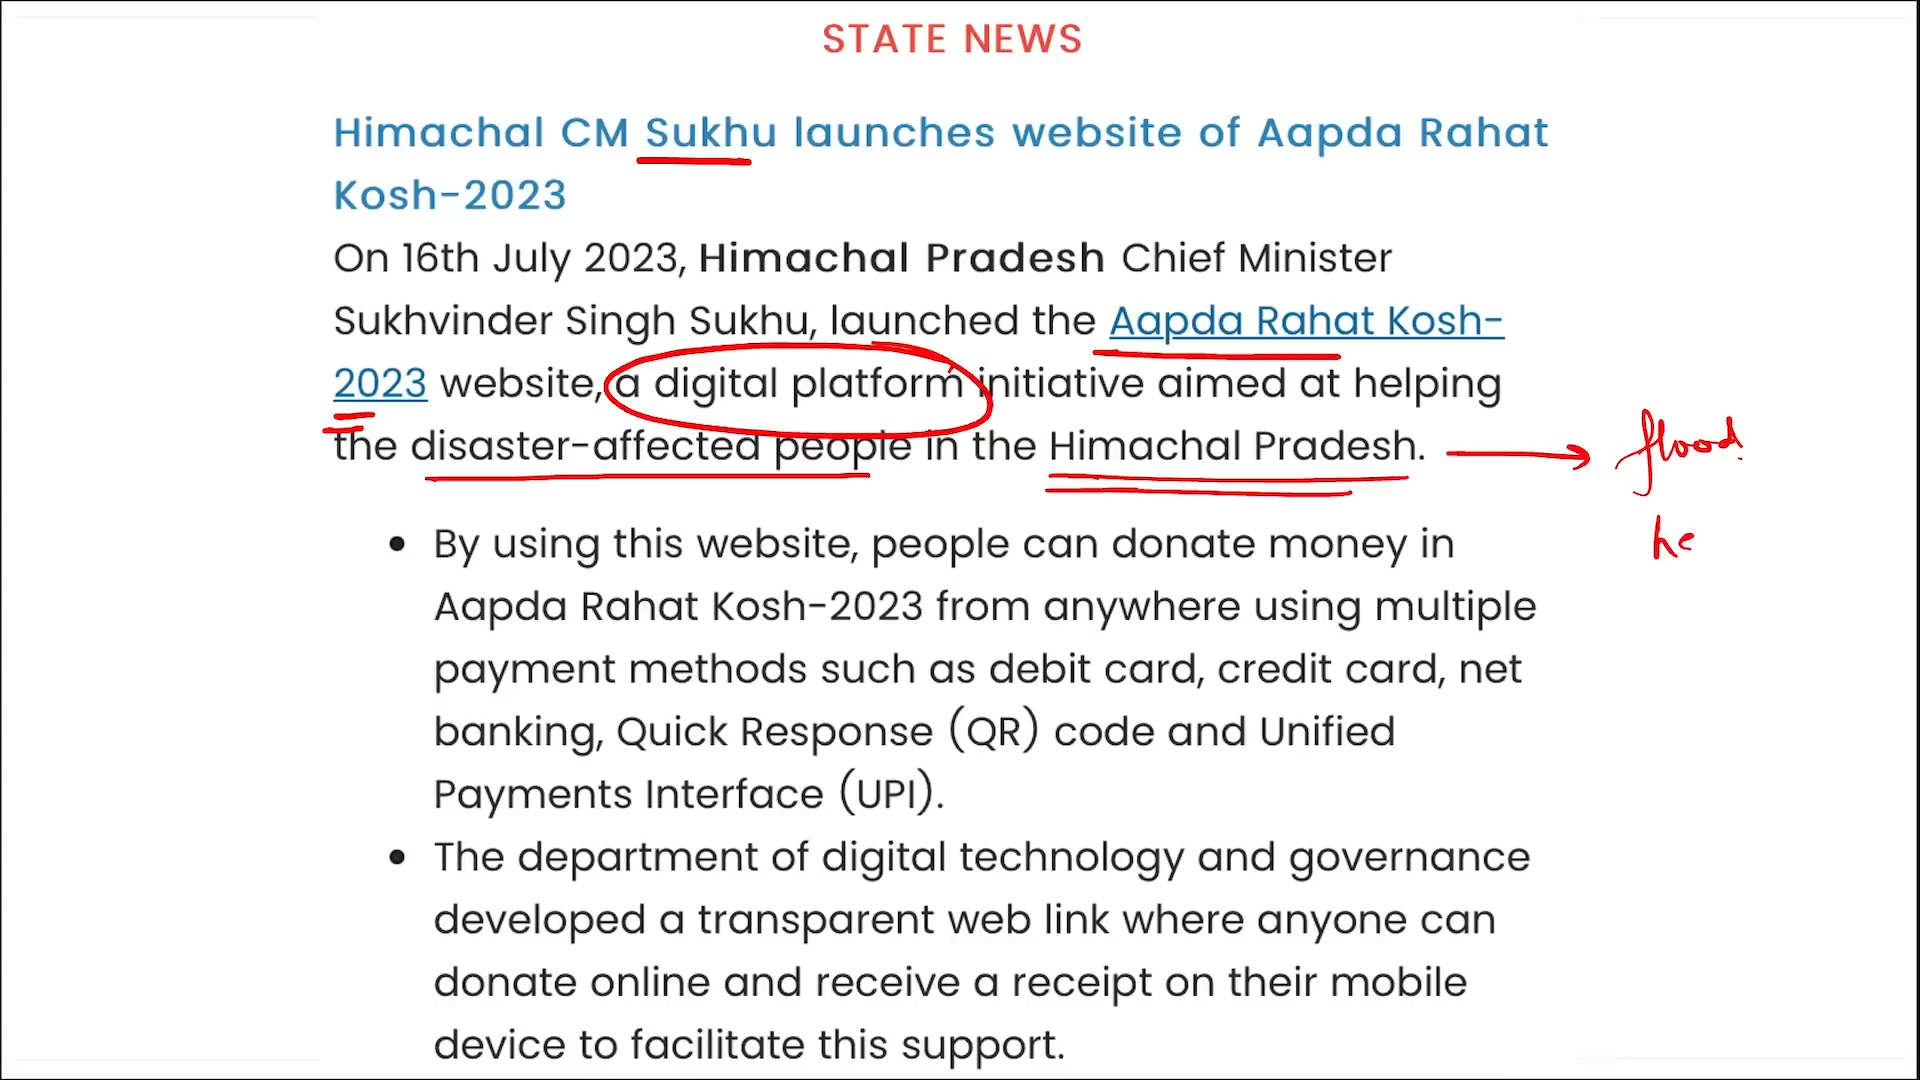 STATE NEWS
Himachal CM Sukhu launches website of Aapda Rahat
Kosh-2023
On 16th July 2023, Himachal Pradesh Chief Minister
Sukhvinder Singh Sukhu, launched the Aapda Rahat Kosh-
2023 website, a digital platform initiative aimed at helping
the disaster-affected people in the Himachal Pradesh.
flood
he
• By using this website, people can donate money in
Aapda Rahat Kosh-2023 from anywhere using multiple
payment methods such as debit card, credit card, net
banking, Quick Response (QR) code and Unified
Payments Interface (UPI).
• The department of digital technology and governance
developed a transparent web link where anyone can
donate online and receive a receipt on their mobile
device to facilitate this support.